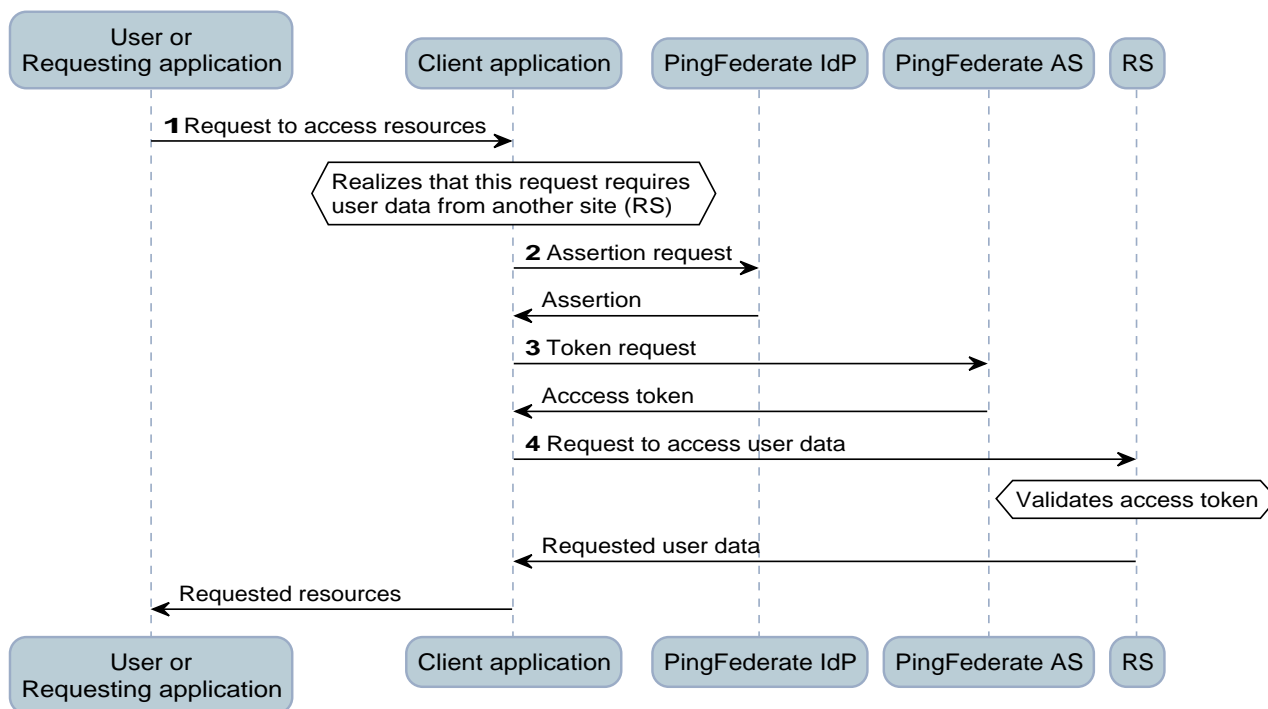 User or
Requesting application
Client application
PingFederate IdP
PingFederate AS
RS
1 Request to access resources
Realizes that this request requires
user data from another site (RS)
2 Assertion request
Assertion
3 Token request
Acccess token
4 Request to access user data
Validates access token
Requested user data
Requested resources
User or
Requesting application
Client application
PingFederate IdP
PingFederate AS
RS